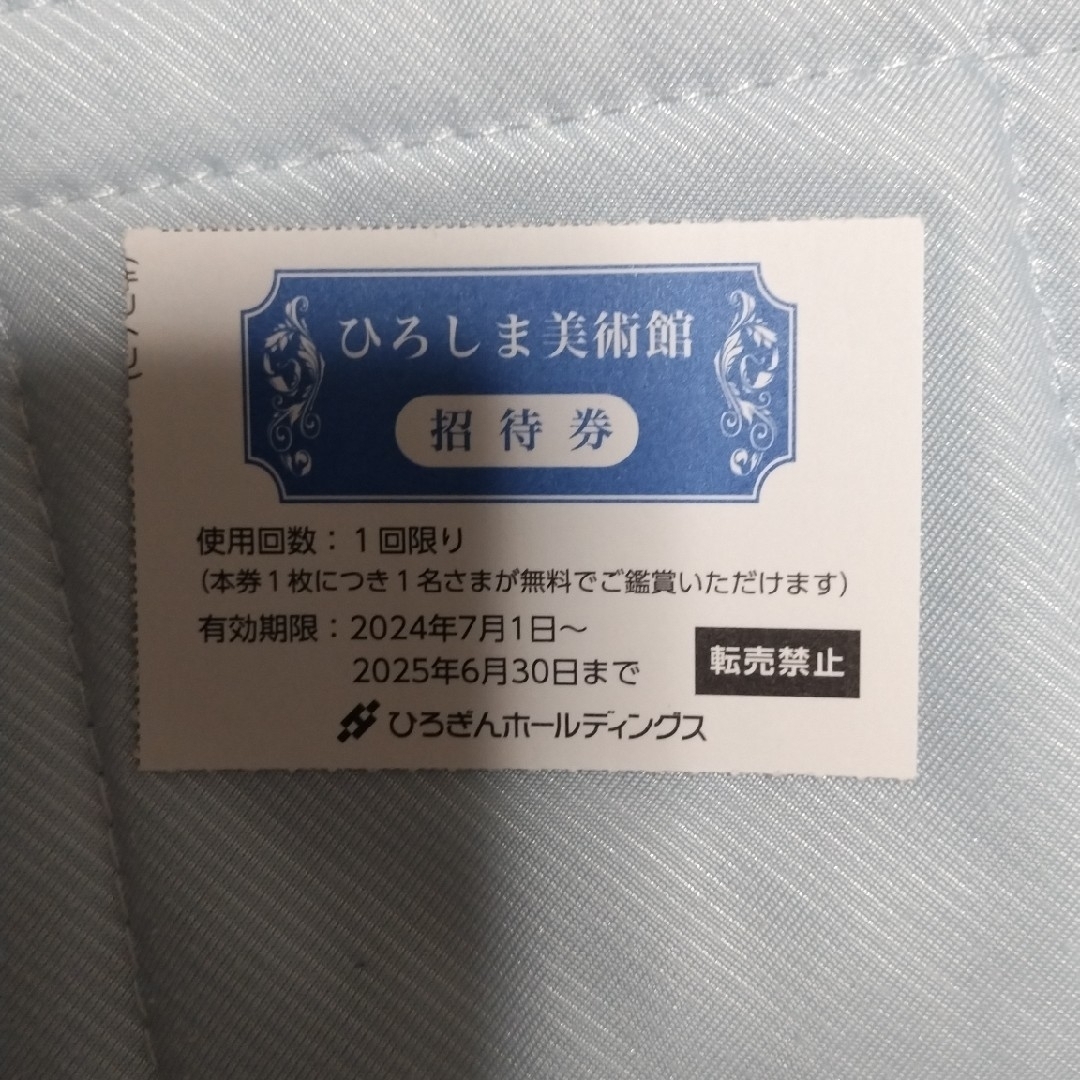 ひろしま美術館
招待券
使用回数：1回限り
（本券1枚につき1名さまが無料でご鑑賞いただけます）
有効期限：2024年7月1日～
2025年6月30日まで
転売禁止
ひろぎんホールディングス